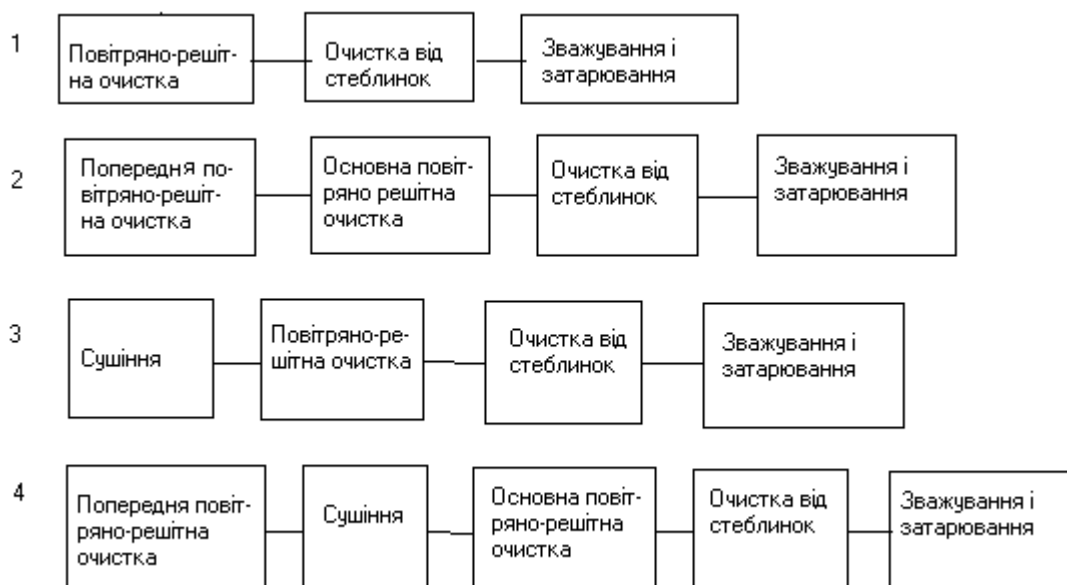 1
Повітряно-решіт-
на очистка
Очистка від
стеблинок
Зважування і
затарювання
2
Попередня по-
вітряно-решіт-
на очистка
Основна повіт-
ряно решітна
очистка
Очистка від
стеблинок
Зважування і
затарювання
3
Сушіння
Повітряно-ре-
шітна очистка
Очистка від
стеблинок
Зважування і
затарювання
4
Попередня повіт-
ряно-решітна
очистка
Сушіння
Основна повіт-
ряно-решітна
очистка
Очистка від
стеблинок
Зважування і
затарювання